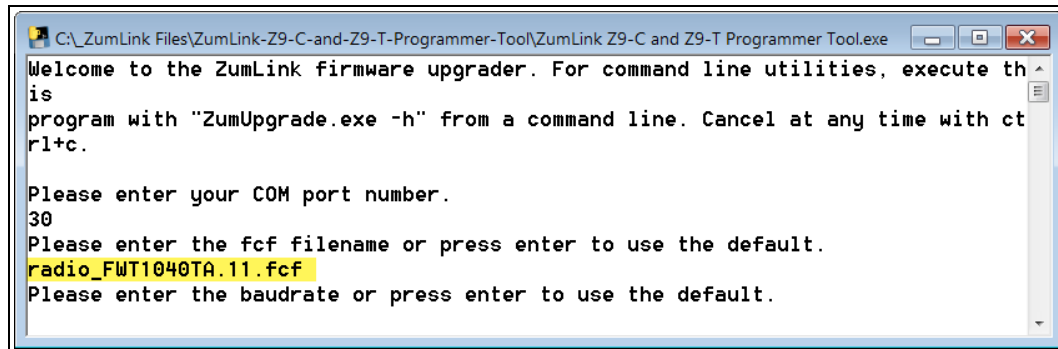 C:\_ZumLink Files\ZumLink-Z9-C-and-Z9-T-Programmer-Tool\ZumLink Z9-C and Z9-T Programmer Tool.exe
Welcome to the ZumLink firmware upgrader. For command line utilities, execute th
is
program with "ZumUpgrade.exe -h" from a command line. Cancel at any time with ct
rl+c.
Please enter your COM port number.
30
Please enter the fcf filename or press enter to use the default.
radio_FWT1040TA.11.fcf
Please enter the baudrate or press enter to use the default.